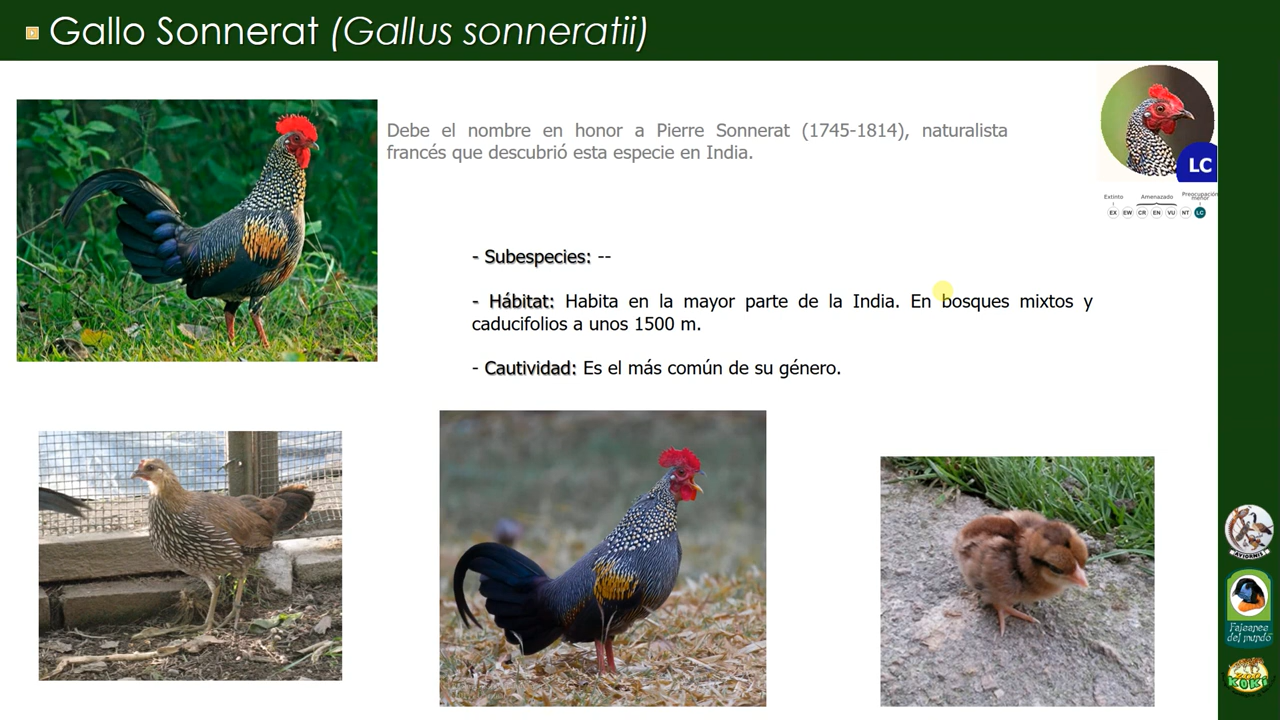 Gallo Sonnerat (Gallus sonneratii)
Debe el nombre en honor a Pierre Sonnerat (1745-1814), naturalista
francés que descubrió esta especie en India.
LC
Extinto Amenazado Preocupación
menor
EX EW CR EN VU NT LC
- Subespecies: --
- Hábitat: Habita en la mayor parte de la India. En bosques mixtos y
caducifolios a unos 1500 m.
- Cautividad: Es el más común de su género.
AVIORNIS
Faisanes
del mundo
KOKI